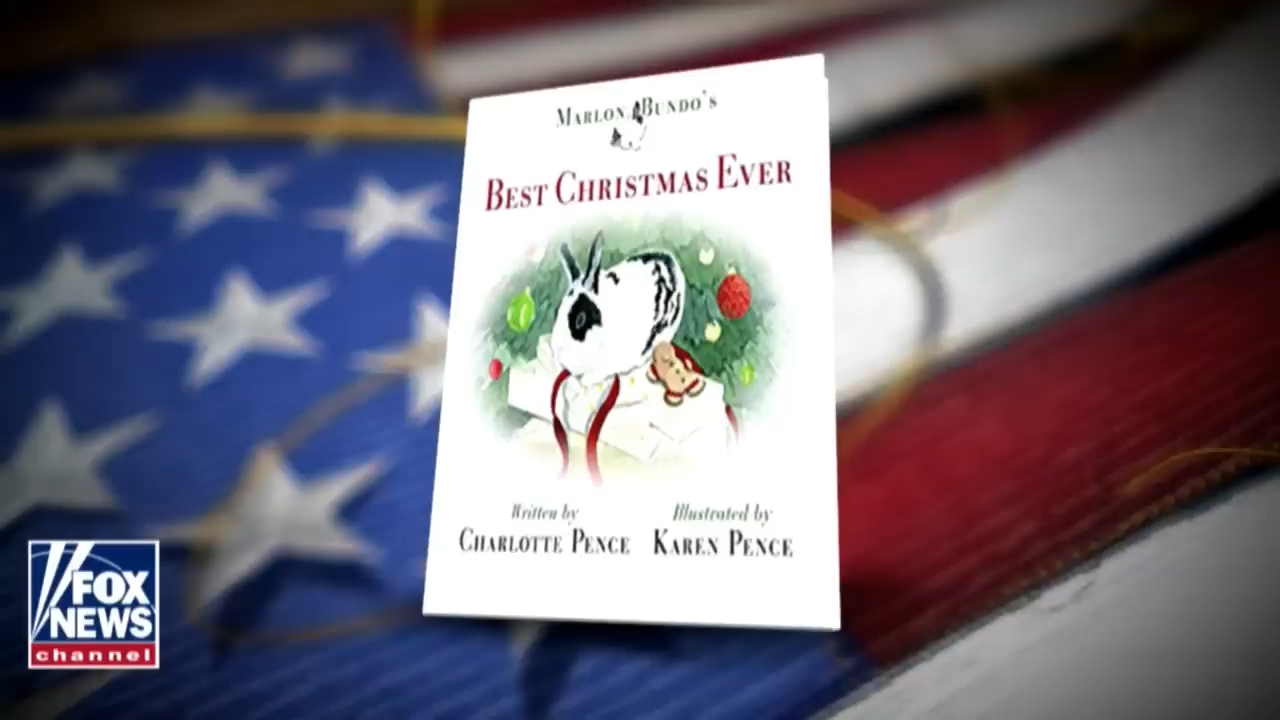 MARLON BUNDO'S
BEST CHRISTMAS EVER
Written by
CHARLOTTE PENCE
Illustrated by
KAREN PENCE
FOX
NEWS
channel